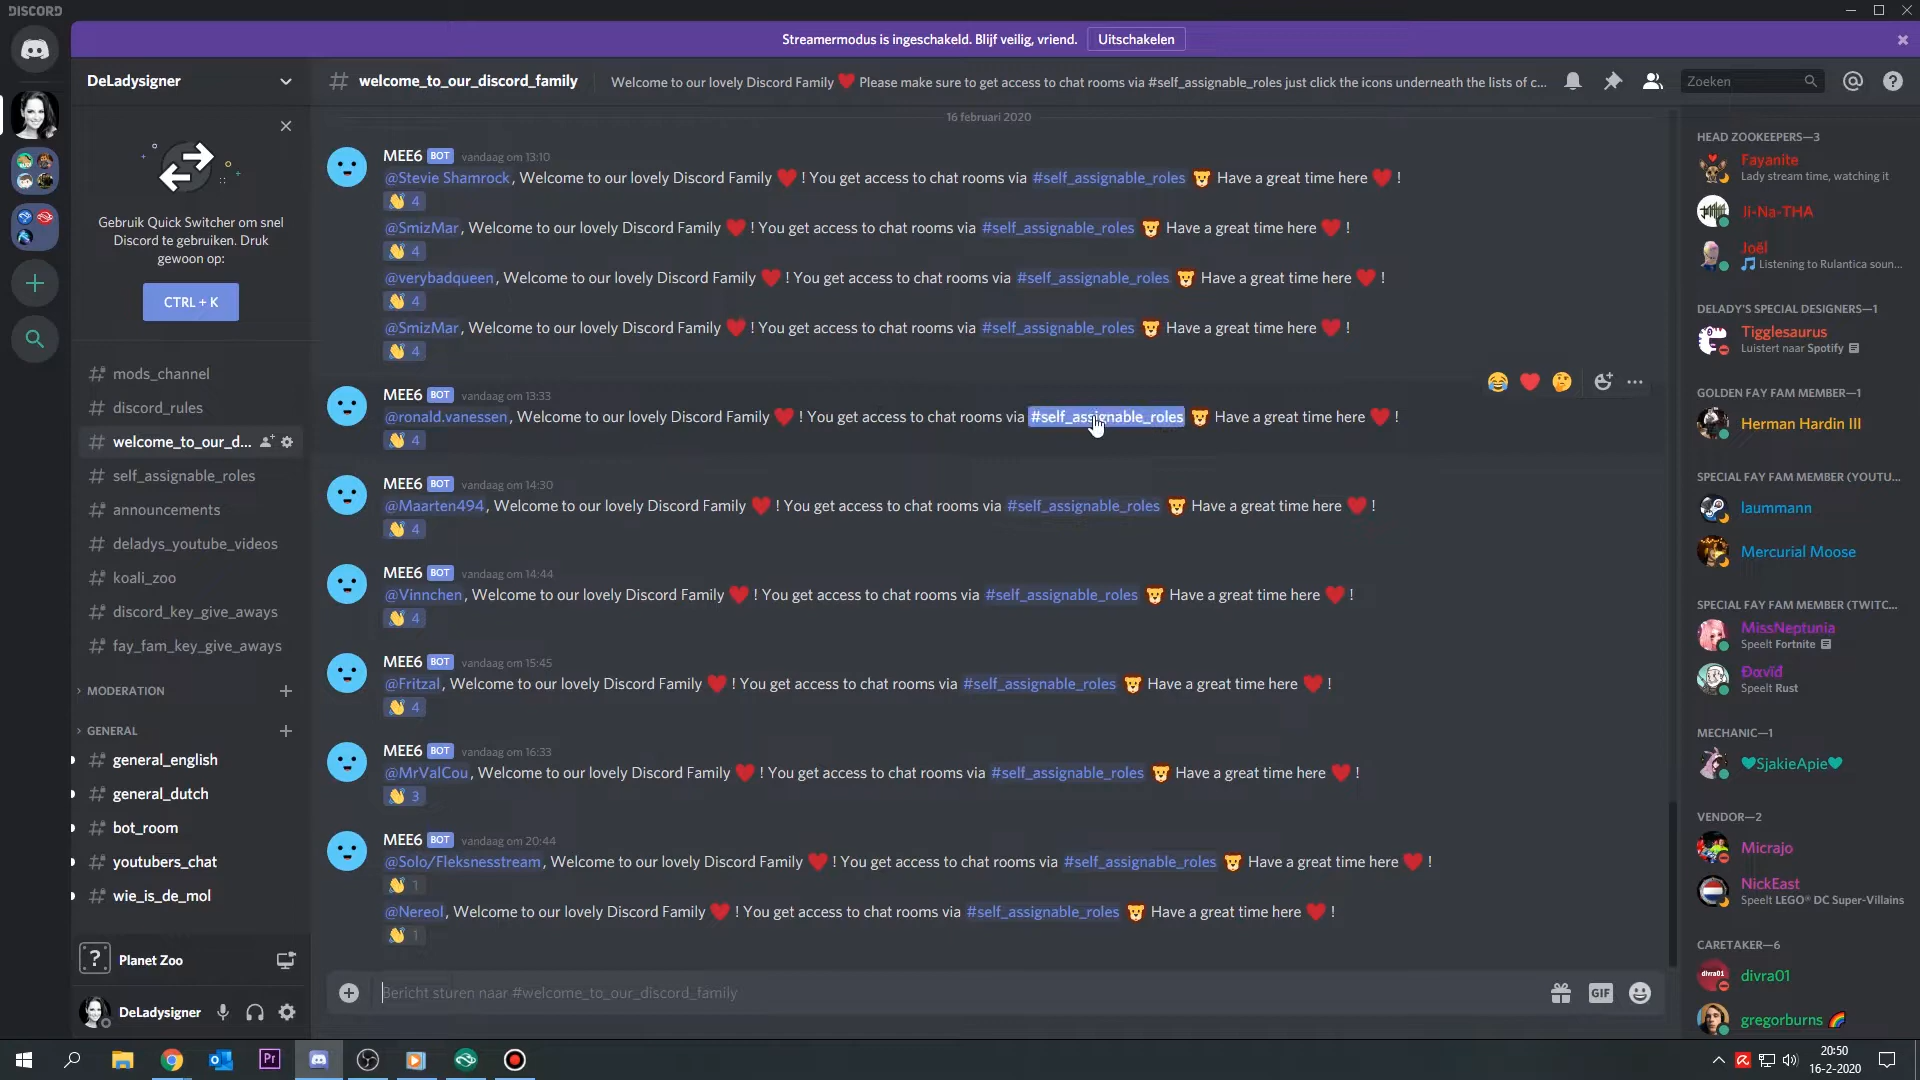 DISCORD
Streamermodus is ingeschakeld. Blijf veilig, vriend.
Uitschakelen
DeLadysigner
# welcome_to_our_discord_family
Welcome to our lovely Discord Family ❤️ Please make sure to get access to chat rooms via #self_assignable_roles just click the icons underneath the lists of c...
Zoeken
Gebruik Quick Switcher om snel
Discord te gebruiken. Druk
gewoon op:
CTRL + K
mods_channel
discord_rules
welcome_to_our_d...
self_assignable_roles
announcements
deladys_youtube_videos
koali_zoo
discord_key_give_aways
fay_fam_key_give_aways
MODERATION
GENERAL
general_english
general_dutch
bot_room
youtubers_chat
wie_is_de_mol
Planet Zoo
DeLadysigner
16 februari 2020
MEE6 BOT vandaag om 13:10
@Stevie Shamrock, Welcome to our lovely Discord Family ❤️ ! You get access to chat rooms via #self_assignable_roles 🦁 Have a great time here ❤️ !
👋 4
@SmizMar, Welcome to our lovely Discord Family ❤️ ! You get access to chat rooms via #self_assignable_roles 🦁 Have a great time here ❤️ !
👋 4
@verybadqueen, Welcome to our lovely Discord Family ❤️ ! You get access to chat rooms via #self_assignable_roles 🦁 Have a great time here ❤️ !
👋 4
@SmizMar, Welcome to our lovely Discord Family ❤️ ! You get access to chat rooms via #self_assignable_roles 🦁 Have a great time here ❤️ !
👋 4
MEE6 BOT vandaag om 13:33
@ronald.vanessen, Welcome to our lovely Discord Family ❤️ ! You get access to chat rooms via #self_assignable_roles 🦁 Have a great time here ❤️ !
👋 4
MEE6 BOT vandaag om 14:30
@Maarten494, Welcome to our lovely Discord Family ❤️ ! You get access to chat rooms via #self_assignable_roles 🦁 Have a great time here ❤️ !
👋 4
MEE6 BOT vandaag om 14:44
@Vinnchen, Welcome to our lovely Discord Family ❤️ ! You get access to chat rooms via #self_assignable_roles 🦁 Have a great time here ❤️ !
👋 4
MEE6 BOT vandaag om 15:45
@Fritzal, Welcome to our lovely Discord Family ❤️ ! You get access to chat rooms via #self_assignable_roles 🦁 Have a great time here ❤️ !
👋 4
MEE6 BOT vandaag om 16:33
@MrValCou, Welcome to our lovely Discord Family ❤️ ! You get access to chat rooms via #self_assignable_roles 🦁 Have a great time here ❤️ !
👋 3
MEE6 BOT vandaag om 20:44
@Solo/Fleksnesstream, Welcome to our lovely Discord Family ❤️ ! You get access to chat rooms via #self_assignable_roles 🦁 Have a great time here ❤️ !
👋 1
@Nereol, Welcome to our lovely Discord Family ❤️ ! You get access to chat rooms via #self_assignable_roles 🦁 Have a great time here ❤️ !
👋 1
Bericht sturen naar #welcome_to_our_discord_family
GIF
HEAD ZOOKEEPERS—3
Fayanite
Lady stream time, watching it
Ji-Na-THA
Joël
🎵 Listening to Rulantica soun...
DELADY'S SPECIAL DESIGNERS—1
Tigglesaurus
Luistert naar Spotify
GOLDEN FAY FAM MEMBER—1
Herman Hardin III
SPECIAL FAY FAM MEMBER (YOUTU...
laummann
Mercurial Moose
SPECIAL FAY FAM MEMBER (TWITC...
MissNeptunia
Speelt Fortnite
Đαvïđ
Speelt Rust
MECHANIC—1
♥SjakieApie♥
VENDOR—2
Micrajo
NickEast
Speelt LEGO® DC Super-Villains
CARETAKER—6
divra01
divra01
gregorburns 🌈
Pr
20:50
16-2-2020